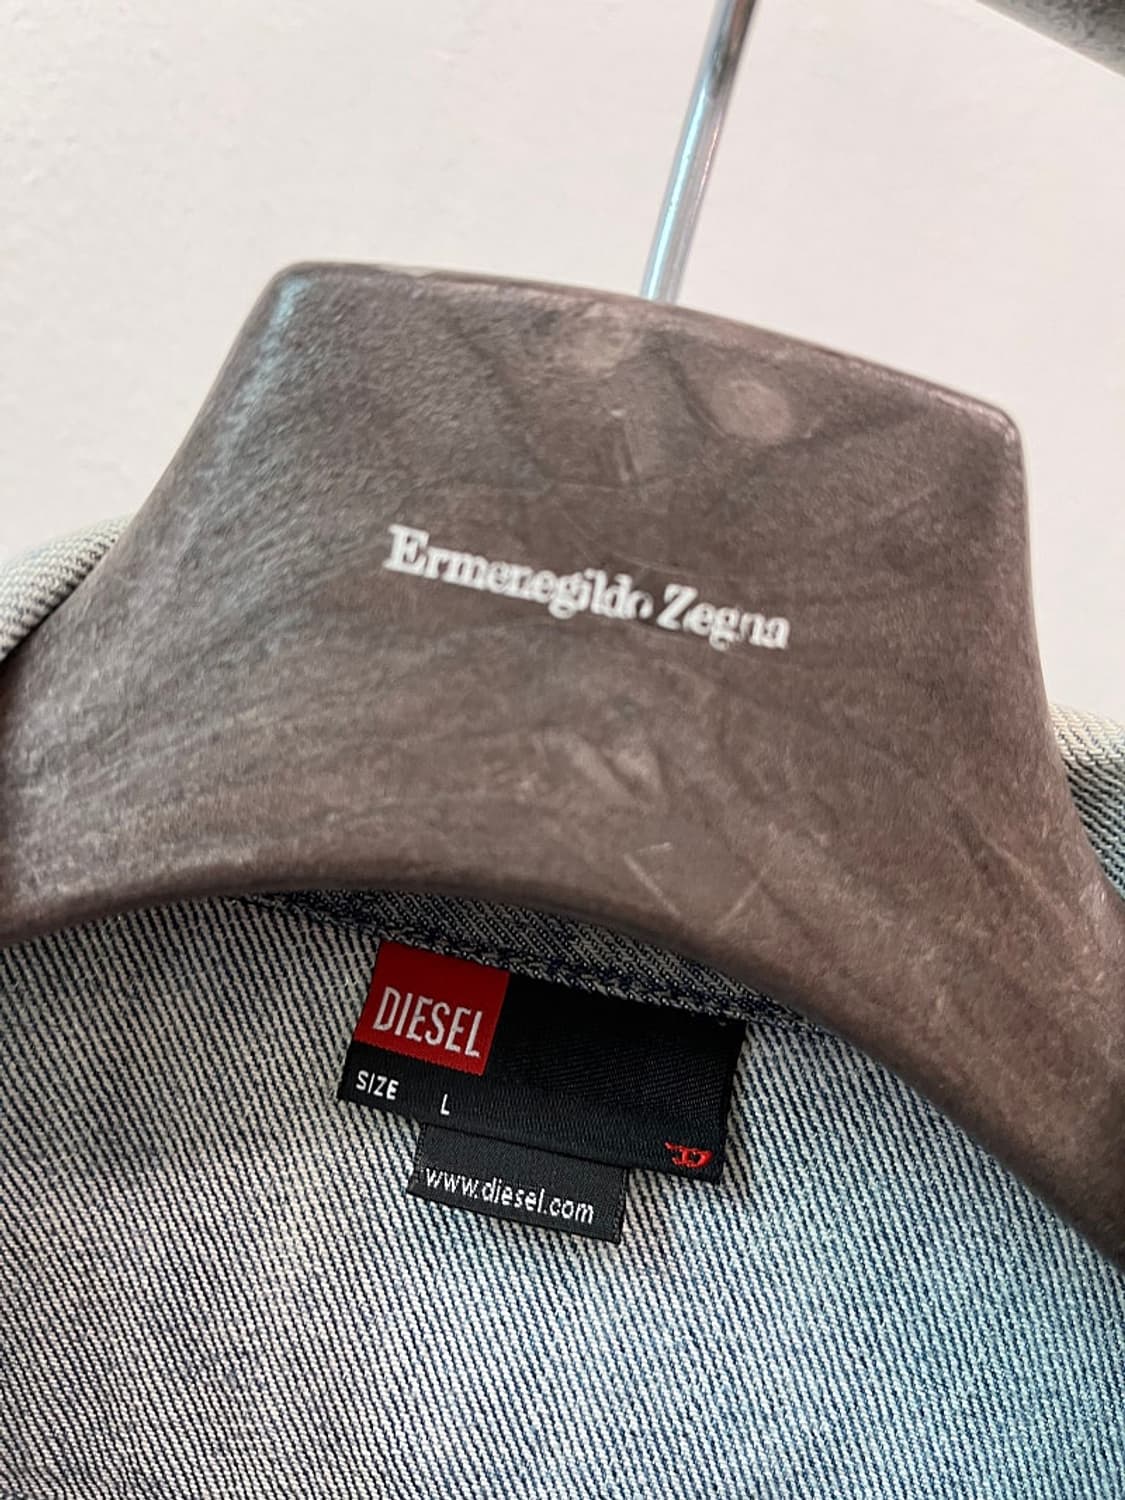 Ermenegildo Zegna
DIESEL
SIZE L
www.diesel.com